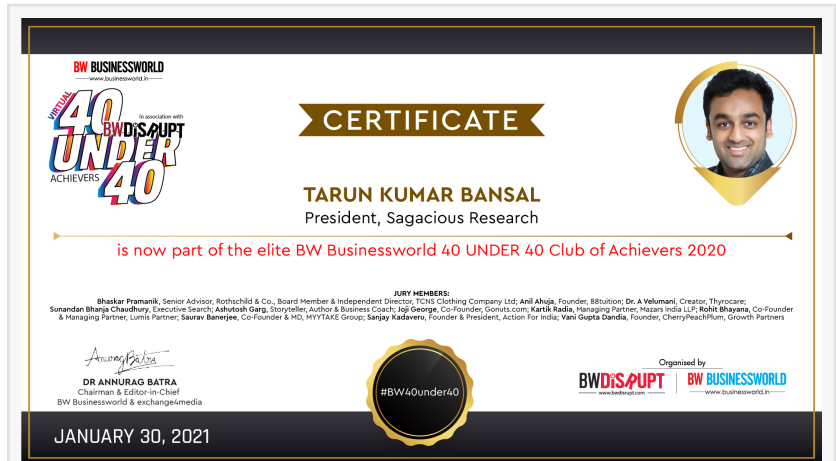 BW BUSINESSWORLD
www.businessworld.in
VIRTUAL
40
In association with
BWDISRUPT
UNDER
ACHIEVERS
40
CERTIFICATE
TARUN KUMAR BANSAL
President, Sagacious Research
is now part of the elite BW Businessworld 40 UNDER 40 Club of Achievers 2020
JURY MEMBERS:
Bhaskar Pramanik, Senior Advisor, Rothschild & Co., Board Member & Independent Director, TCNS Clothing Company Ltd; Anil Ahuja, Founder, 88tuition; Dr. A Velumani, Creator, Thyrocare;
Sunandan Bhanja Chaudhury, Executive Search; Ashutosh Garg, Storyteller, Author & Business Coach; Joji George, Co-Founder, Gonuts.com; Kartik Radia, Managing Partner, Mazars India LLP; Rohit Bhayana, Co-Founder
& Managing Partner, Lumis Partner; Saurav Banerjee, Co-Founder & MD, MYYTAKE Group; Sanjay Kadaveru, Founder & President, Action For India; Vani Gupta Dandia, Founder, CherryPeachPlum, Growth Partners
Annurag Batra
DR ANNURAG BATRA
Chairman & Editor-in-Chief
BW Businessworld & exchange4media
#BW40under40
Organised by
BWDISRUPT
www.bwdisrupt.com
BW BUSINESSWORLD
www.businessworld.in
JANUARY 30, 2021